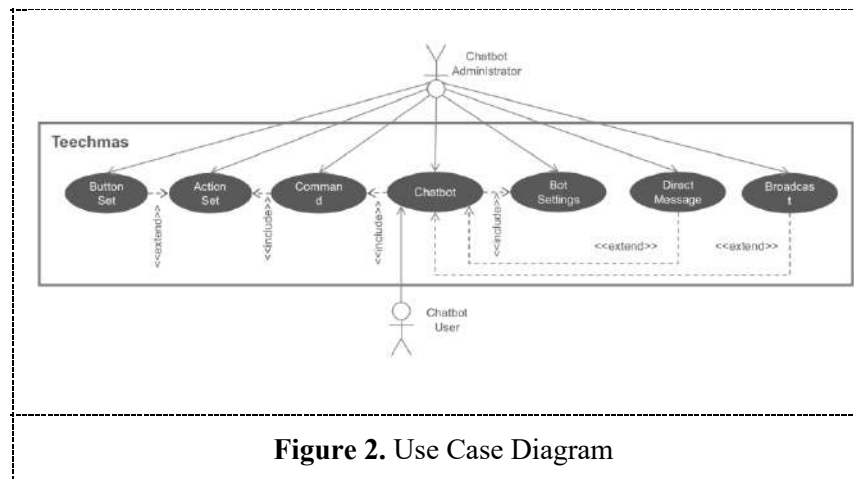 Chatbot
Administrator
Teechmas
Button
Set
Action
Set
Comman
d
Chatbot
Bot
Settings
Direct
Message
Broadcas
t
<<extend>>
<<include>>
<<include>>
<<include>>
<<extend>>
<<extend>>
Chatbot
User
Figure 2. Use Case Diagram